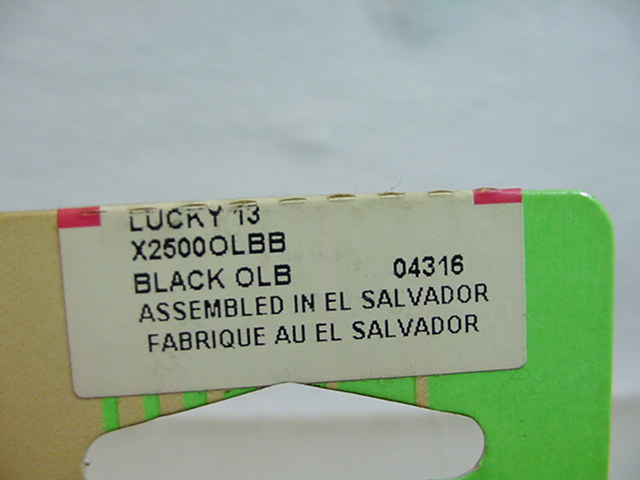 LUCKY 13
X2500OLBB
BLACK OLB 04316
ASSEMBLED IN EL SALVADOR
FABRIQUE AU EL SALVADOR